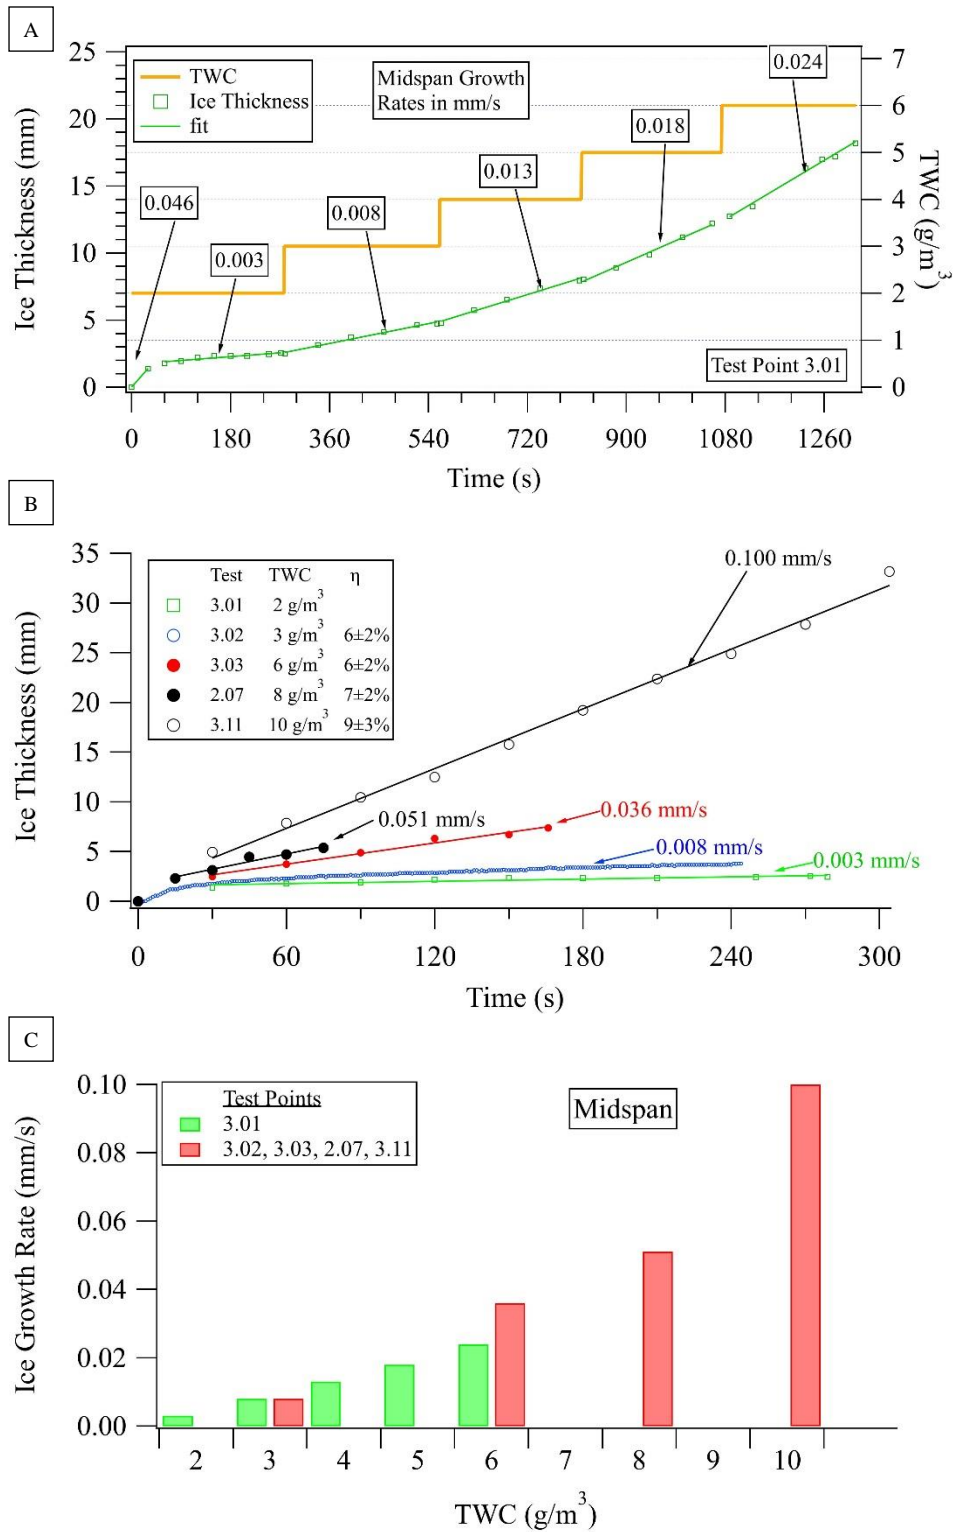 A
25
20
15
10
5
0
Ice Thickness (mm)
TWC
Ice Thickness
fit
Midspan Growth
Rates in mm/s
0.046
0.003
0.008
0.013
0.018
0.024
Test Point 3.01
7
6
5
4
3
2
1
0
TWC (g/m³)
0 180 360 540 720 900 1080 1260
Time (s)
B
35
30
25
20
15
10
5
0
Ice Thickness (mm)
Test TWC η
3.01 2 g/m³
3.02 3 g/m³ 6±2%
3.03 6 g/m³ 6±2%
2.07 8 g/m³ 7±2%
3.11 10 g/m³ 9±3%
0.100 mm/s
0.051 mm/s
0.036 mm/s
0.008 mm/s
0.003 mm/s
0 60 120 180 240 300
Time (s)
C
0.10
0.08
0.06
0.04
0.02
0.00
Ice Growth Rate (mm/s)
Test Points
3.01
3.02, 3.03, 2.07, 3.11
Midspan
2 3 4 5 6 7 8 9 10
TWC (g/m³)